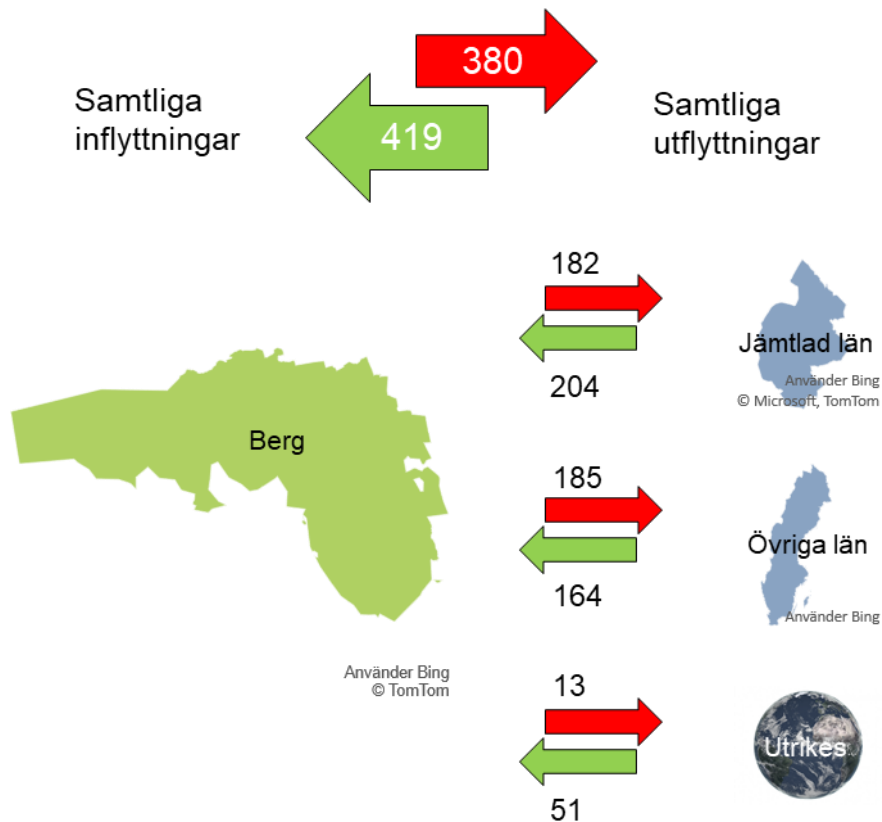 380
Samtliga
inflyttningar
419
Samtliga
utflyttningar
182
Jämtlad län
Använder Bing
© Microsoft, TomTom
204
Berg
185
Övriga län
164
Använder Bing
Använder Bing
© TomTom
13
Utrikes
51